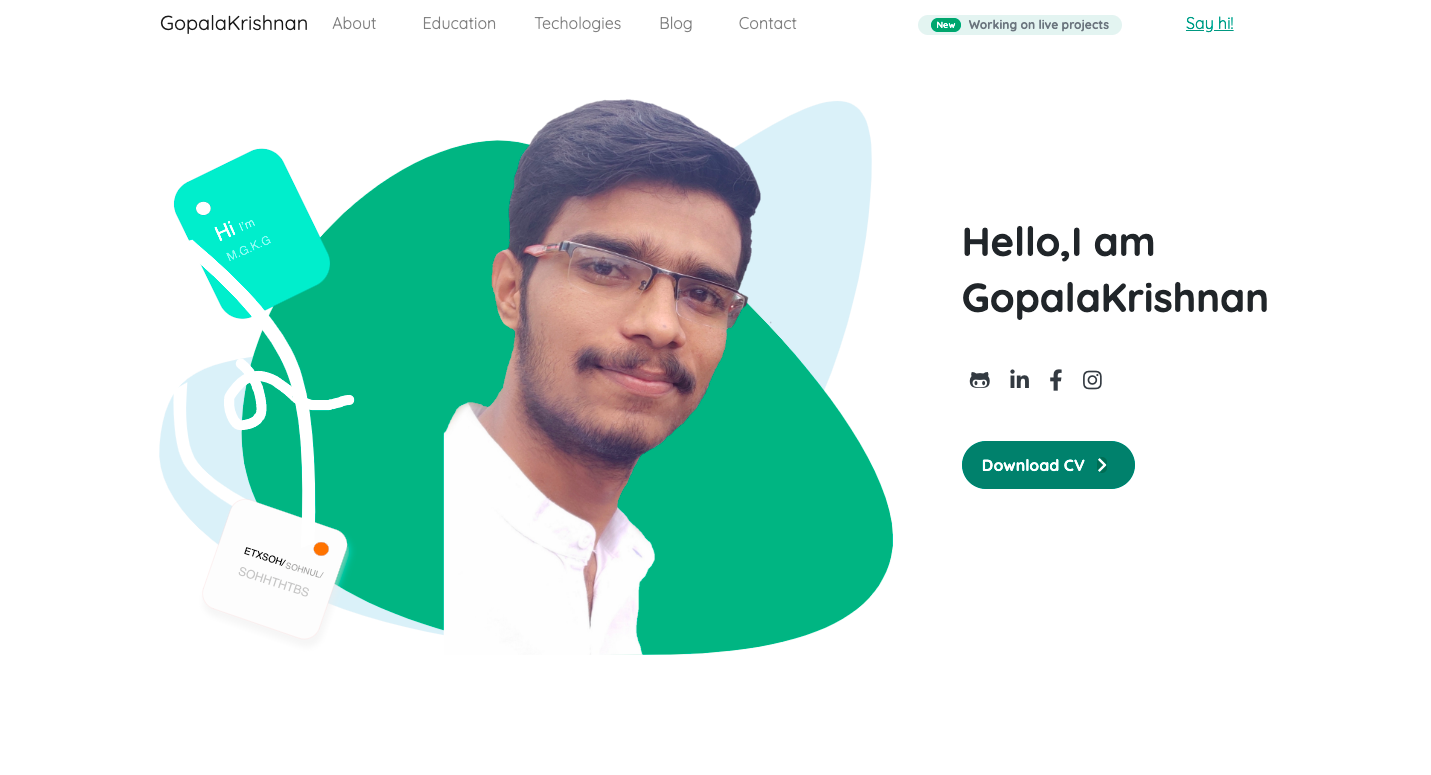 GopalaKrishnan About Education Techologies Blog Contact New Working on live projects Say hi!
Hi I'm
M.G.K.G
Hello,I am
GopalaKrishnan
Download CV
ETXSOH/SOHNUL/
SOHHTHTBS